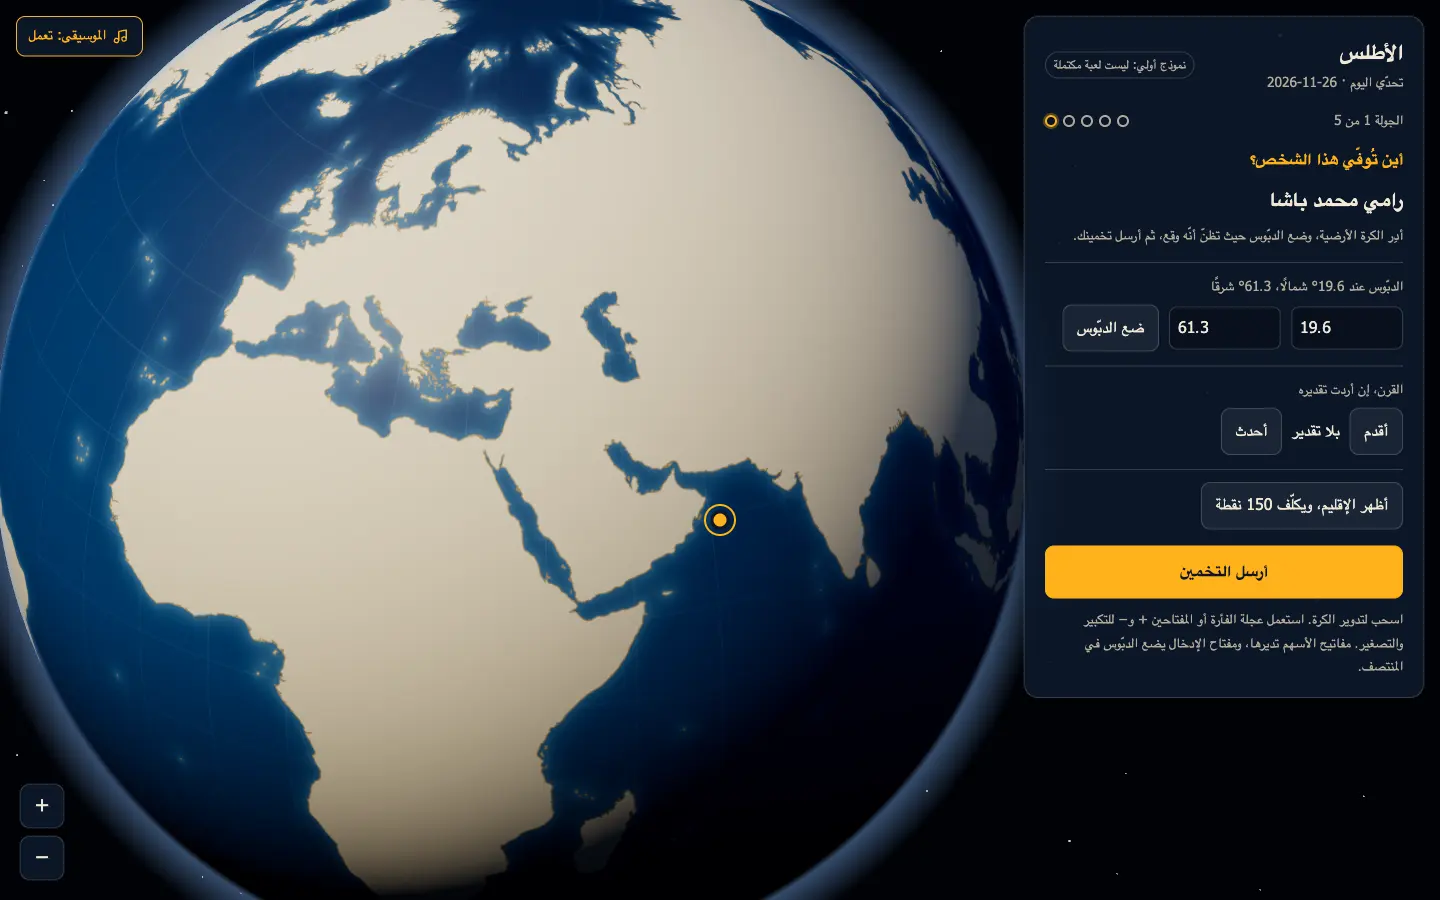 الموسيقى: تعمل
الأطلس
نموذج أولي: ليست لعبة مكتملة
تحدّي اليوم · 2026-11-26
الجولة 1 من 5
أين تُوفّي هذا الشخص؟
رامي محمد باشا
أدِر الكرة الأرضية، وضع الدبّوس حيث تظنّ أنّه وقع، ثم أرسل تخمينك.
الدبّوس عند 19.6° شمالًا، 61.3° شرقًا
19.6
61.3
ضع الدبّوس
القرن، إن أردت تقديره
أقدم
بلا تقدير
أحدث
أظهر الإقليم، ويكلّف 150 نقطة
أرسل التخمين
اسحب لتدوير الكرة. استعمل عجلة الفأرة أو المفتاحين + و− للتكبير
والتصغير. مفاتيح الأسهم تديرها، ومفتاح الإدخال يضع الدبّوس في
المنتصف.
+
−